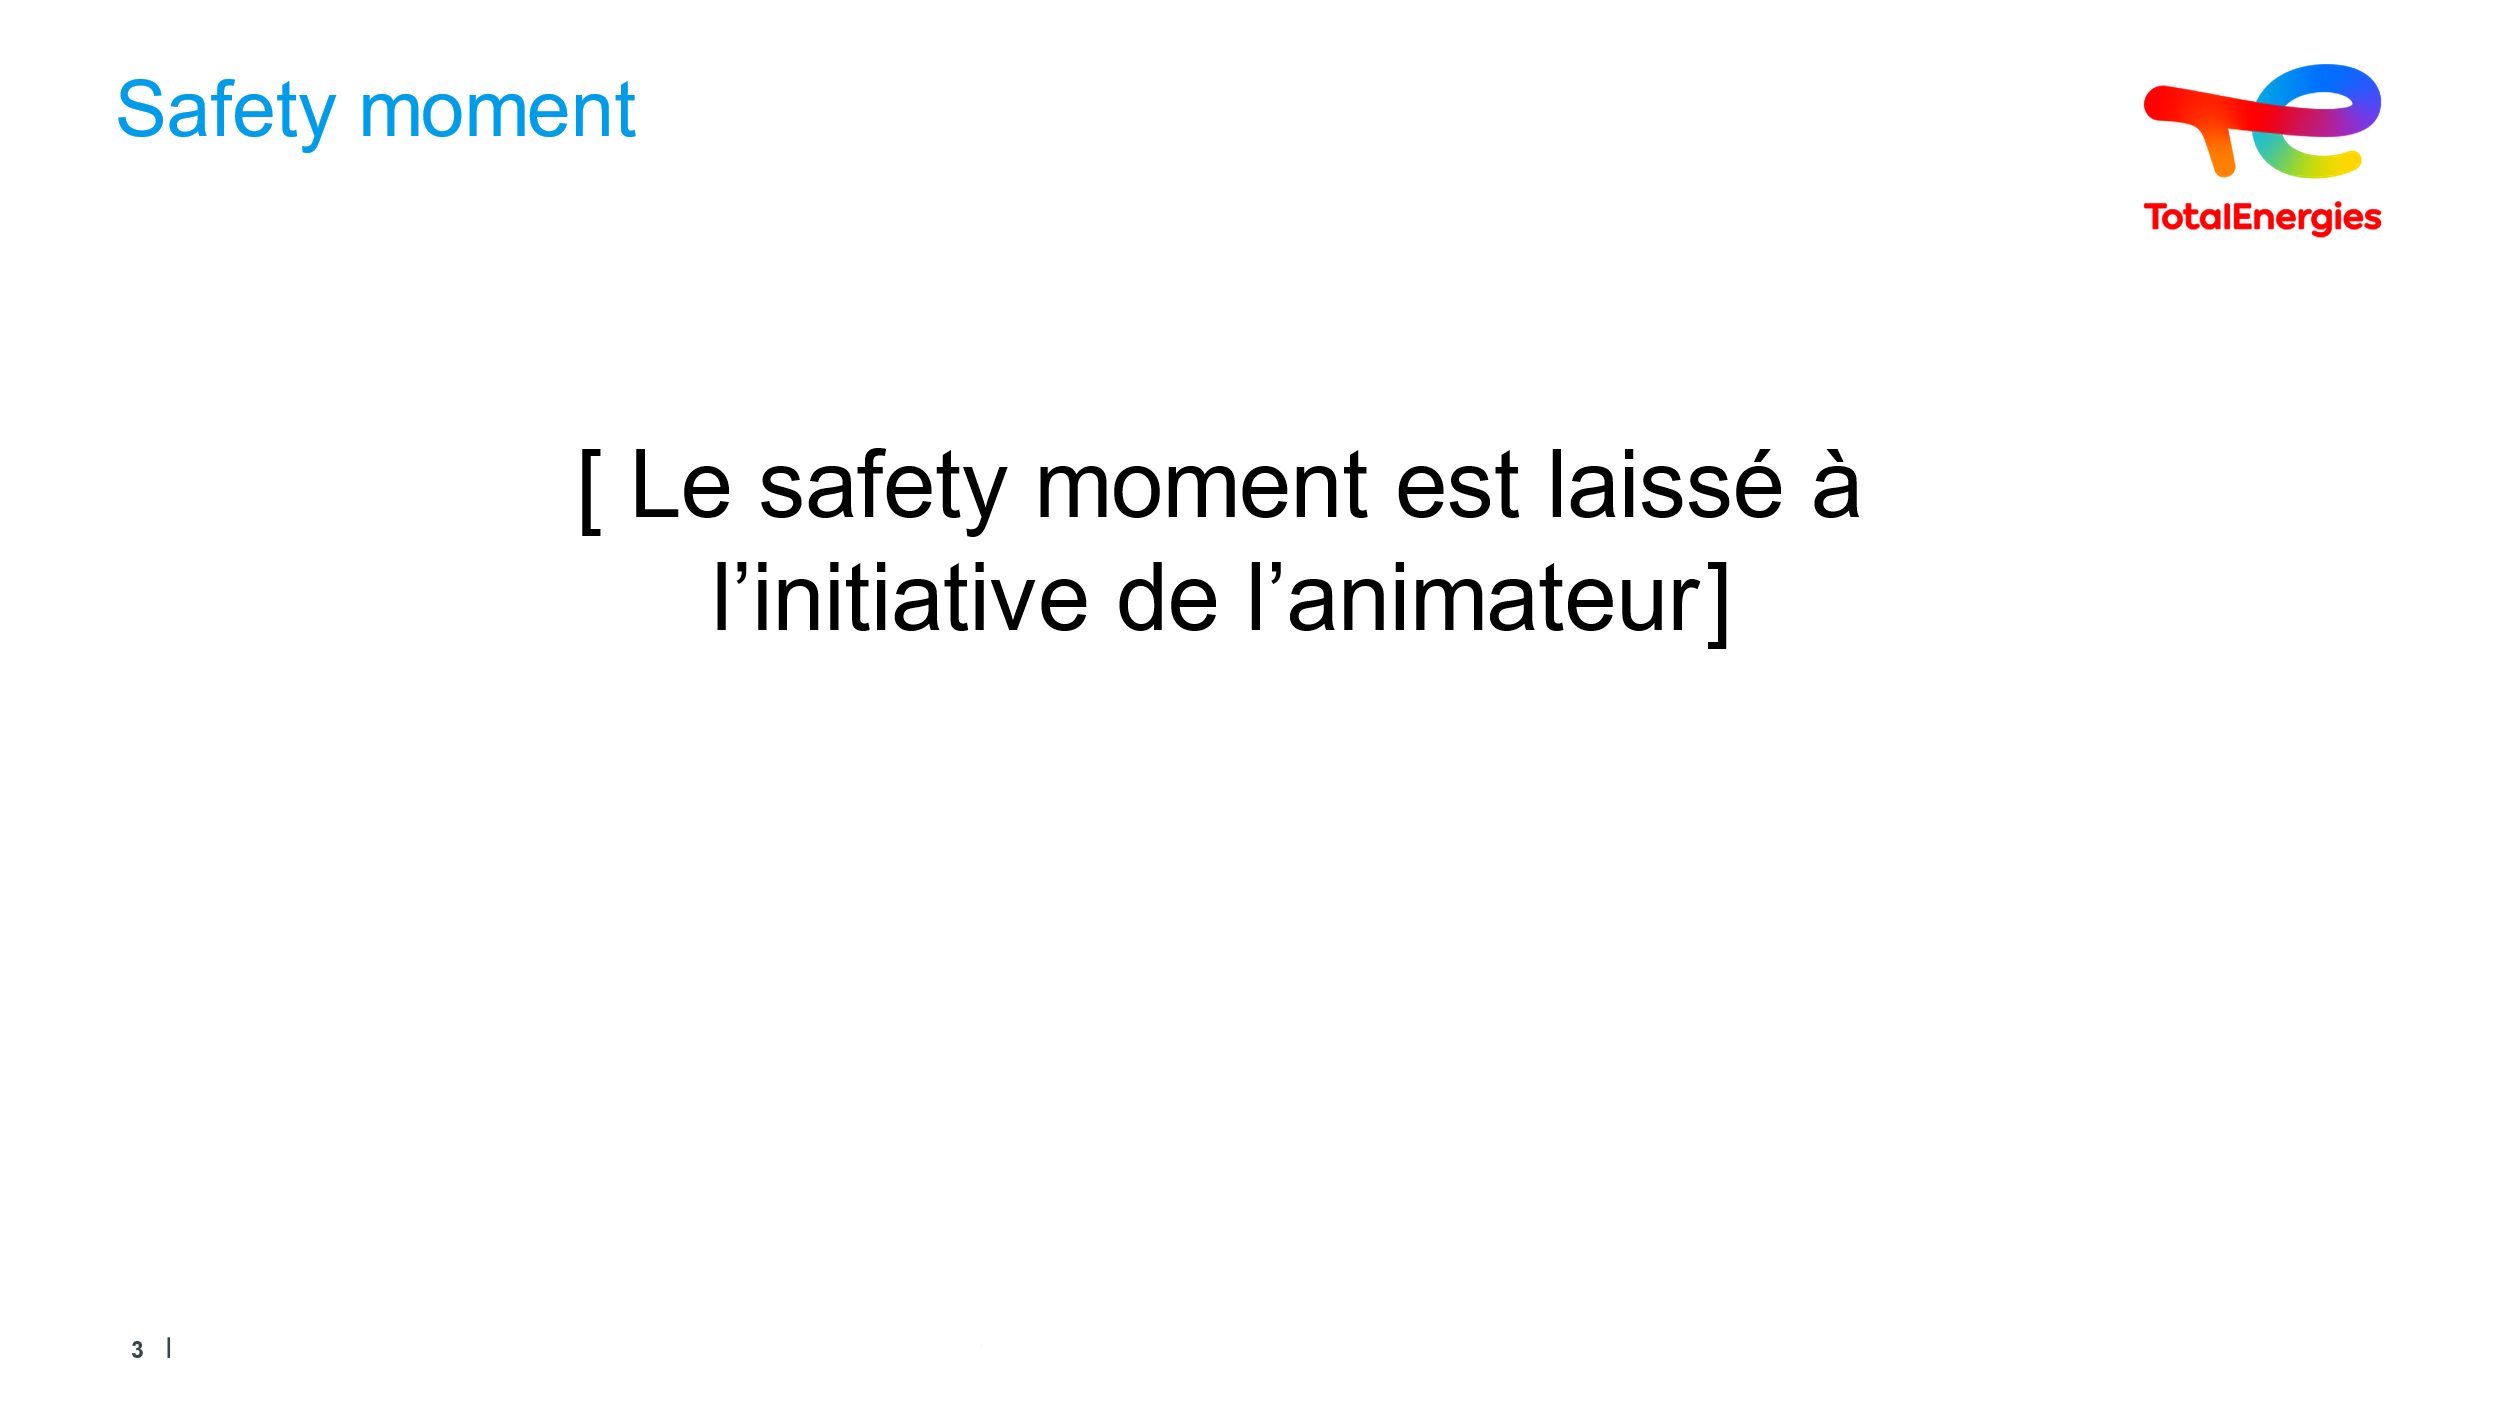 Safety moment
TotalEnergies
[ Le safety moment est laissé à
l’initiative de l’animateur]
3 |